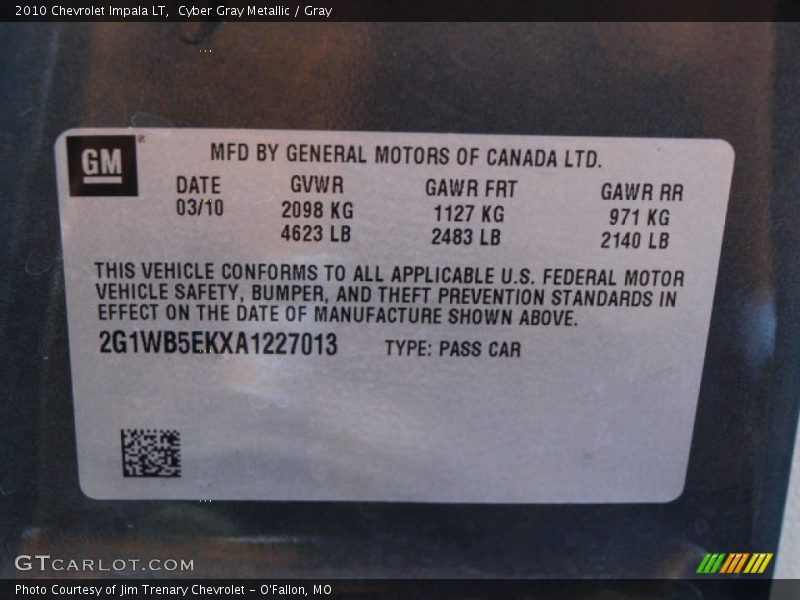 2010 Chevrolet Impala LT,  Cyber Gray Metallic / Gray
GM
MFD BY GENERAL MOTORS OF CANADA LTD.
DATE GVWR GAWR FRT GAWR RR
03/10 2098 KG 1127 KG 971 KG
4623 LB 2483 LB 2140 LB
THIS VEHICLE CONFORMS TO ALL APPLICABLE U.S. FEDERAL MOTOR
VEHICLE SAFETY, BUMPER, AND THEFT PREVENTION STANDARDS IN
EFFECT ON THE DATE OF MANUFACTURE SHOWN ABOVE.
2G1WB5EKXA1227013 TYPE: PASS CAR
GTCARLOT.COM
Photo Courtesy of Jim Trenary Chevrolet - O'Fallon, MO